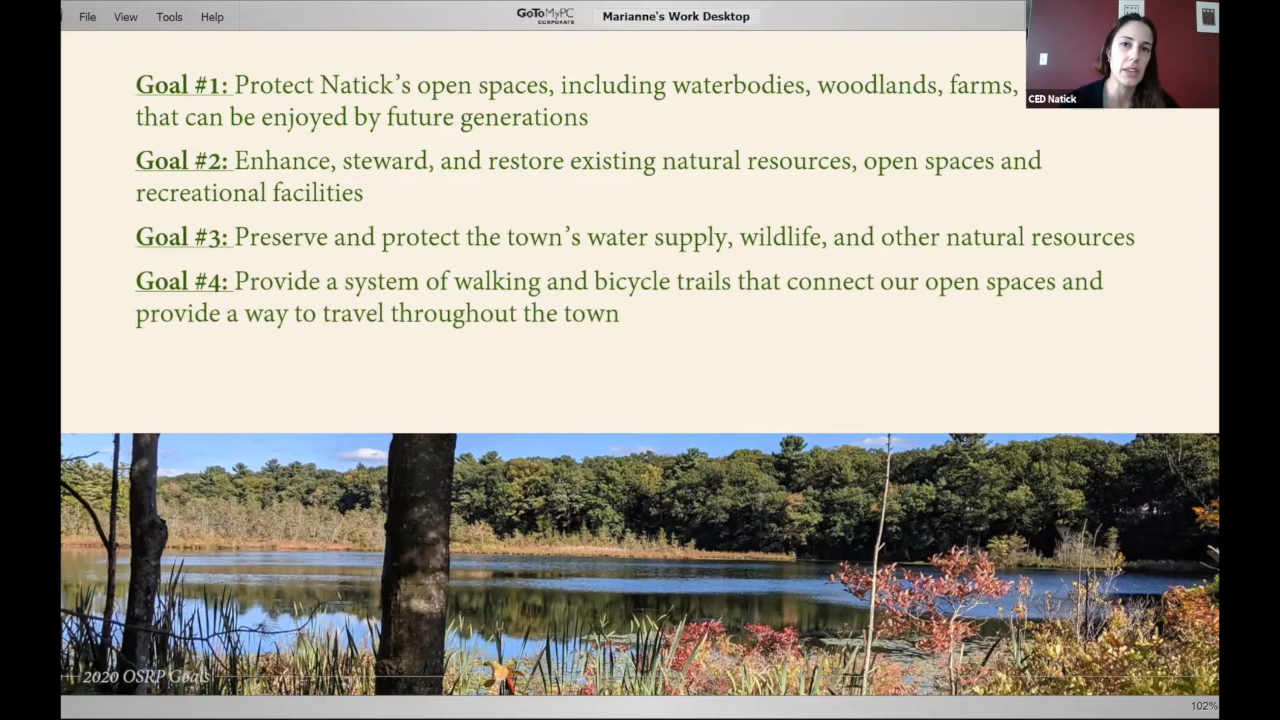 File View Tools Help
GoToMyPC
CORPORATE
Marianne's Work Desktop
Goal #1: Protect Natick’s open spaces, including waterbodies, woodlands, farms,
that can be enjoyed by future generations
Goal #2: Enhance, steward, and restore existing natural resources, open spaces and
recreational facilities
Goal #3: Preserve and protect the town’s water supply, wildlife, and other natural resources
Goal #4: Provide a system of walking and bicycle trails that connect our open spaces and
provide a way to travel throughout the town
CED Natick
2020 OSRP Goals
102%